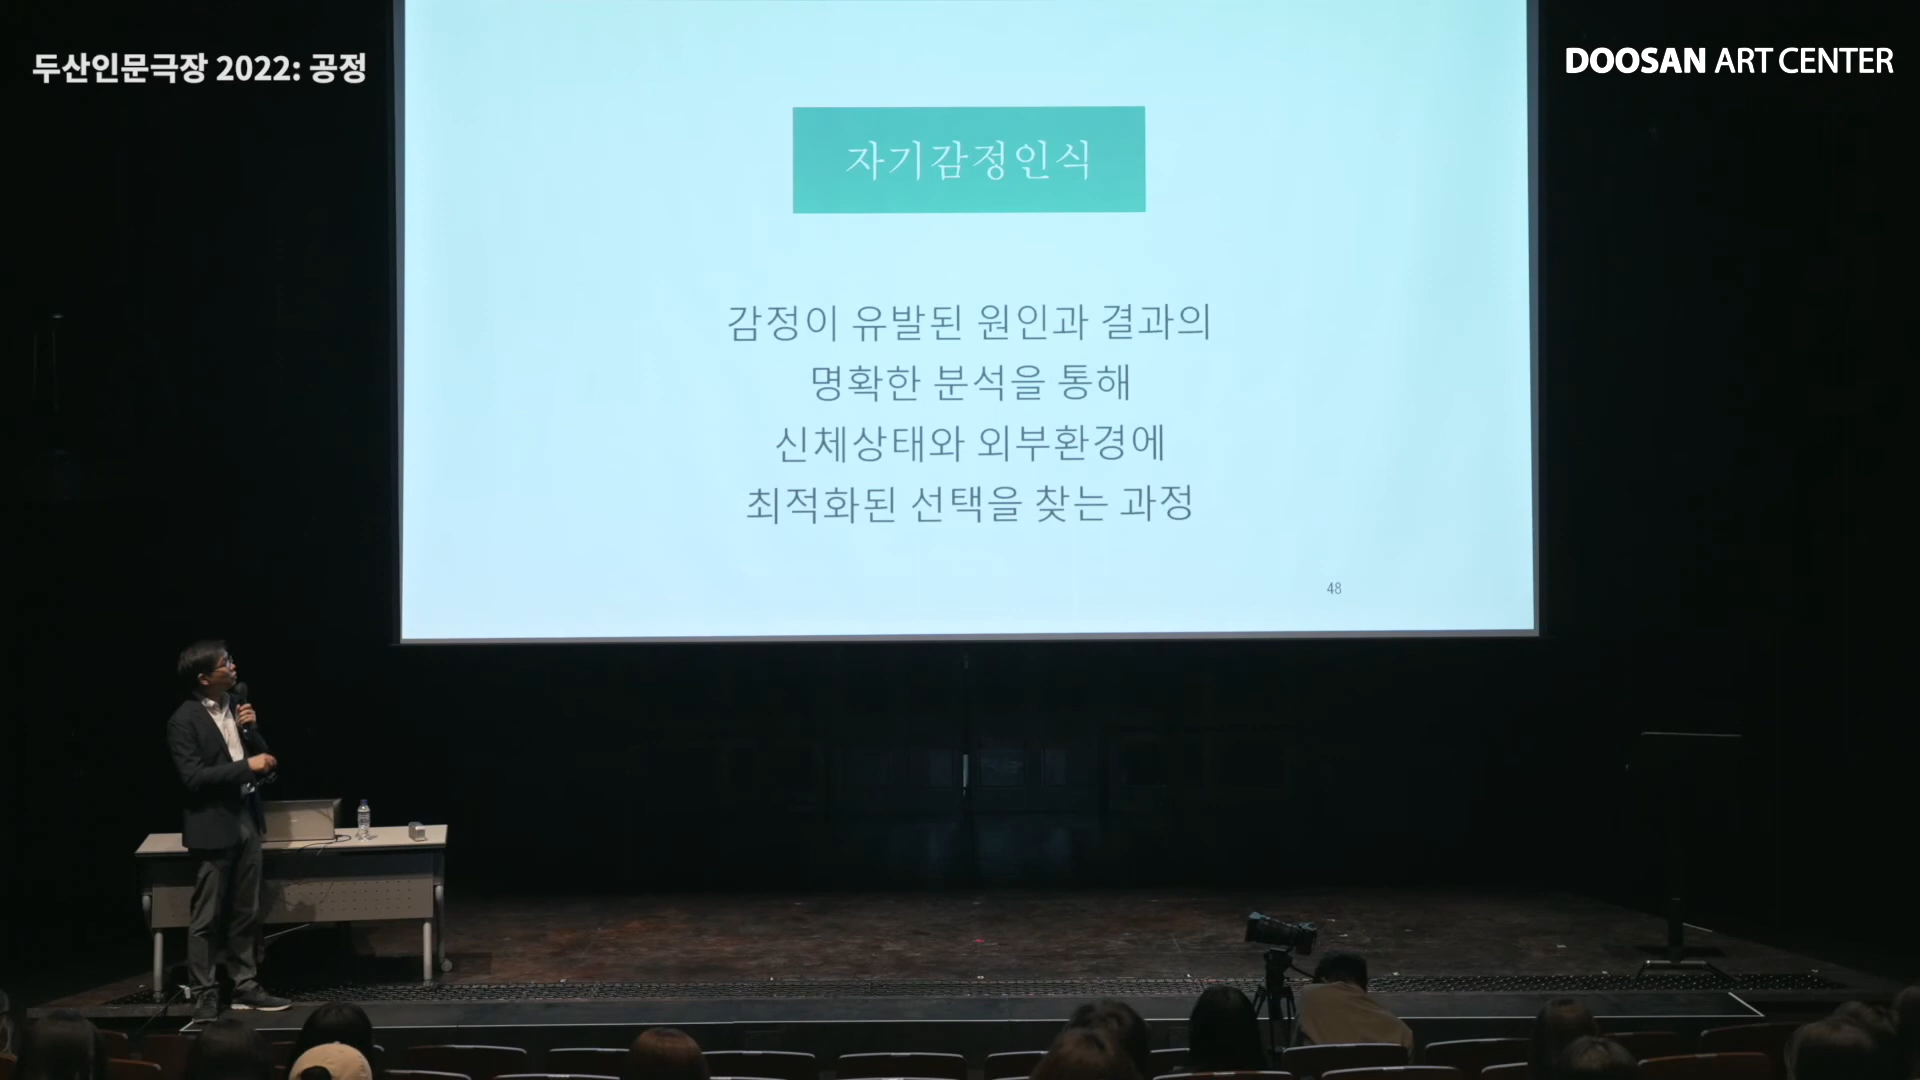 두산인문극장 2022: 공정
DOOSAN ART CENTER
자기감정인식
감정이 유발된 원인과 결과의
명확한 분석을 통해
신체상태와 외부환경에
최적화된 선택을 찾는 과정
48